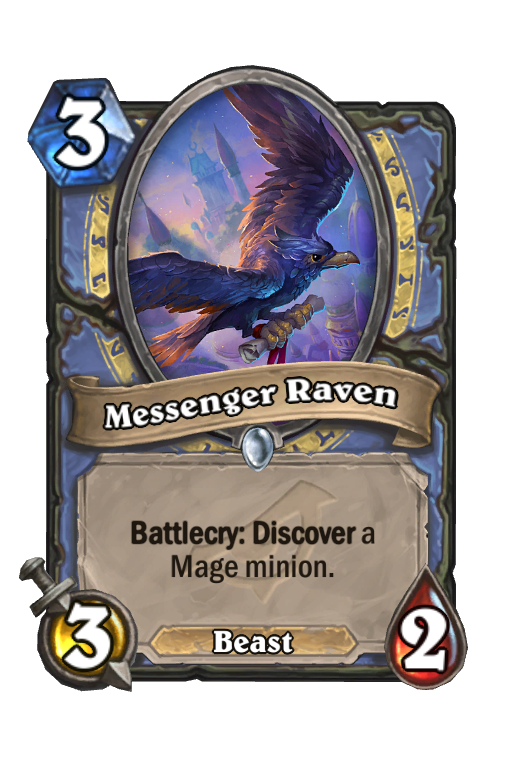 3
Messenger Raven
Battlecry: Discover a
Mage minion.
3
Beast
2